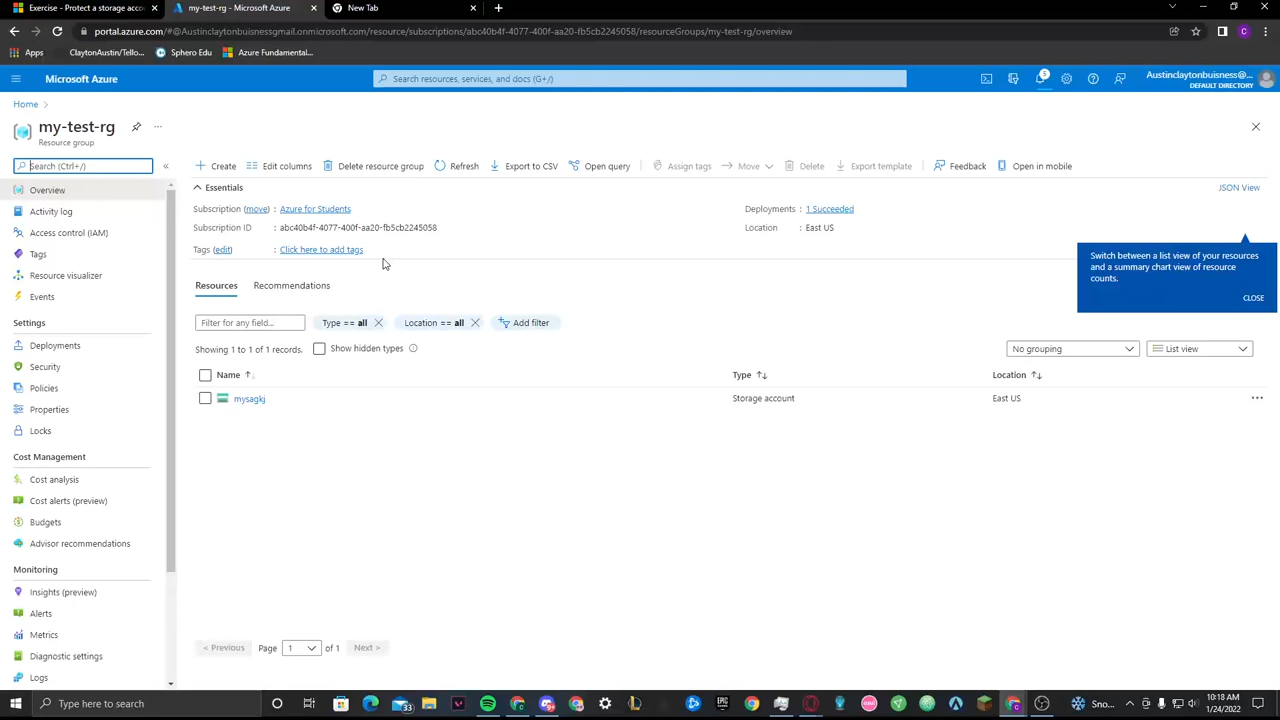 Exercise - Protect a storage acco
my-test-rg - Microsoft Azure
New Tab
portal.azure.com/#@Austinclaytonbuisnessgmail.onmicrosoft.com/resource/subscriptions/abc40b4f-4077-400f-aa20-fb5cb2245058/resourceGroups/my-test-rg/overview
Apps
ClaytonAustin/Tello...
Sphero Edu
Azure Fundamental...
Microsoft Azure
Search resources, services, and docs (G+/)
5
Austinclaytonbuisness@...
DEFAULT DIRECTORY
Home >
my-test-rg
...
Resource group
Search (Ctrl+/)
«
Create
Edit columns
Delete resource group
Refresh
Export to CSV
Open query
Assign tags
Move
Delete
Export template
Feedback
Open in mobile
Essentials
JSON View
Subscription (move) : Azure for Students
Deployments : 1 Succeeded
Subscription ID : abc40b4f-4077-400f-aa20-fb5cb2245058
Location : East US
Tags (edit) : Click here to add tags
Switch between a list view of your resources
and a summary chart view of resource
counts.
CLOSE
Resources
Recommendations
Filter for any field...
Type == all
Location == all
Add filter
Showing 1 to 1 of 1 records.
Show hidden types
No grouping
List view
Name
Type
Location
mysagkj
Storage account
East US
...
< Previous
Page
1
of 1
Next >
Overview
Activity log
Access control (IAM)
Tags
Resource visualizer
Events
Settings
Deployments
Security
Policies
Properties
Locks
Cost Management
Cost analysis
Cost alerts (preview)
Budgets
Advisor recommendations
Monitoring
Insights (preview)
Alerts
Metrics
Diagnostic settings
Logs
Type here to search
33
Sno...
10:18 AM
1/24/2022